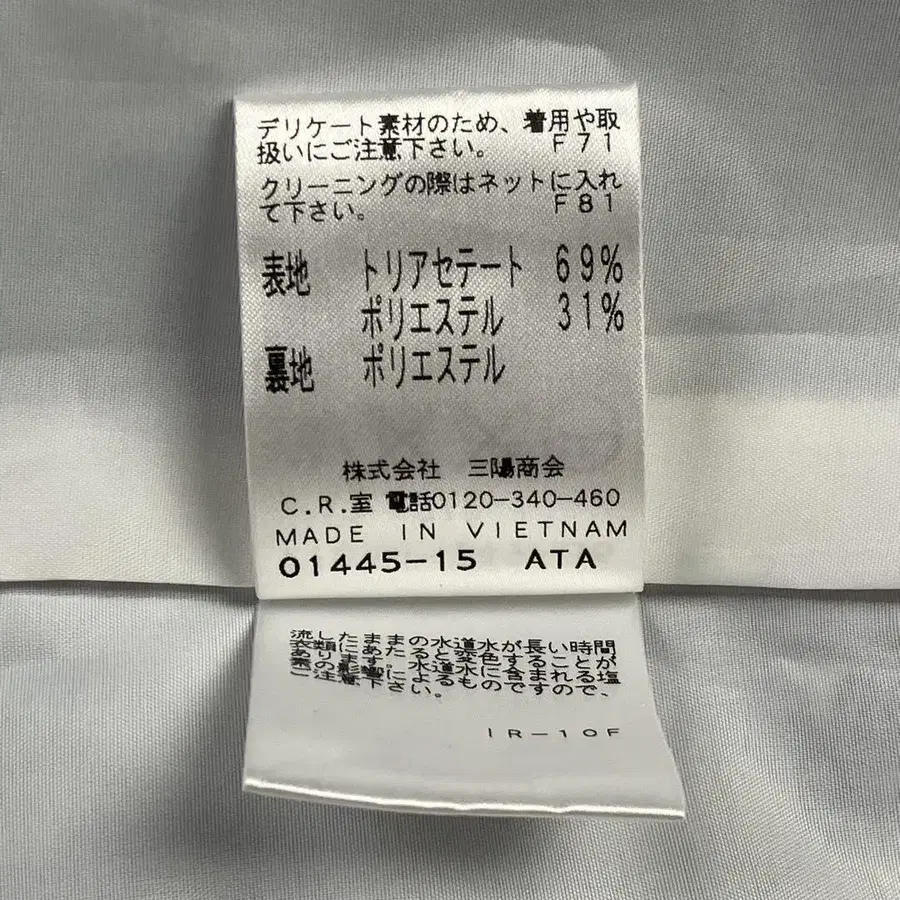 デリケート素材のため、着用や取
扱いにご注意下さい。 F71
クリーニングの際はネットに入れ
て下さい。 F81
表地 トリアセテート 69%
ポリエステル 31%
裏地 ポリエステル
株式会社 三陽商会
C.R.室 電話0120-340-460
MADE IN VIETNAM
01445-15 ATA
流したままの水道水が長い時間
衣類にあたると変色することが
あります。水道水に含まれる塩
素の影響によるものですので、
ご注意下さい。
IR-10F